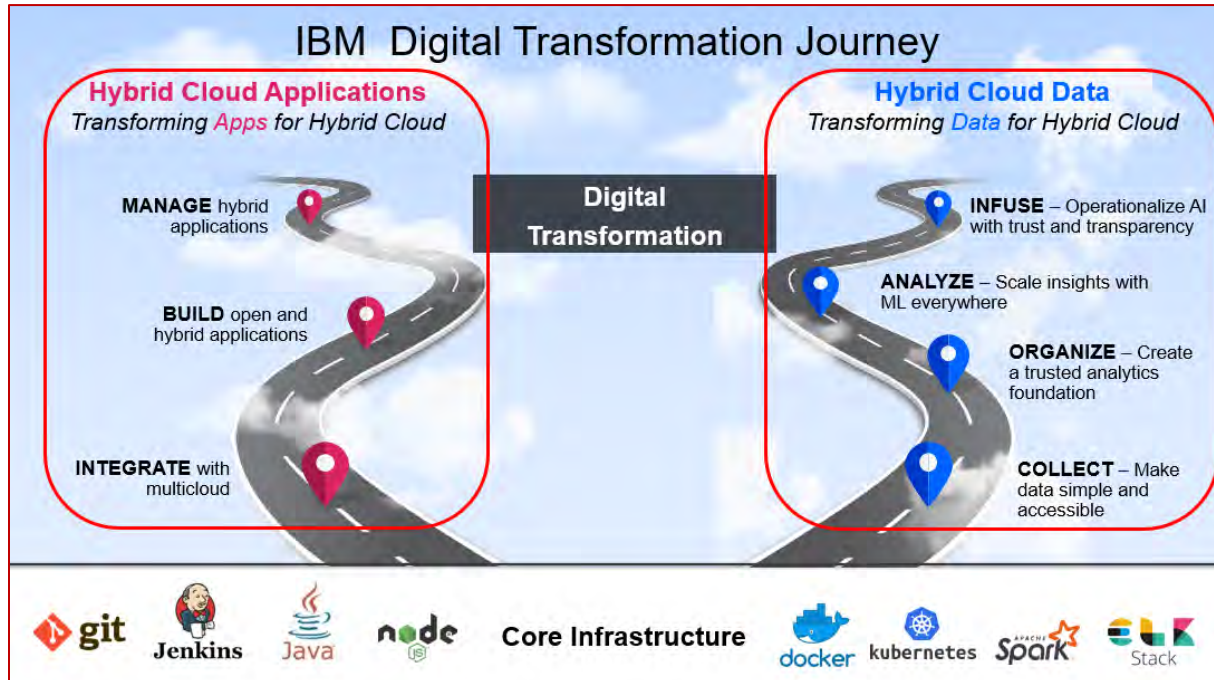 IBM Digital Transformation Journey
Hybrid Cloud Applications
Transforming Apps for Hybrid Cloud
MANAGE hybrid
applications
BUILD open and
hybrid applications
INTEGRATE with
multicloud
Digital
Transformation
Hybrid Cloud Data
Transforming Data for Hybrid Cloud
INFUSE – Operationalize AI
with trust and transparency
ANALYZE – Scale insights with
ML everywhere
ORGANIZE – Create
a trusted analytics
foundation
COLLECT – Make
data simple and
accessible
git
Jenkins
Java
node
JS
Core Infrastructure
docker
kubernetes
APACHE
Spark
ELK
Stack